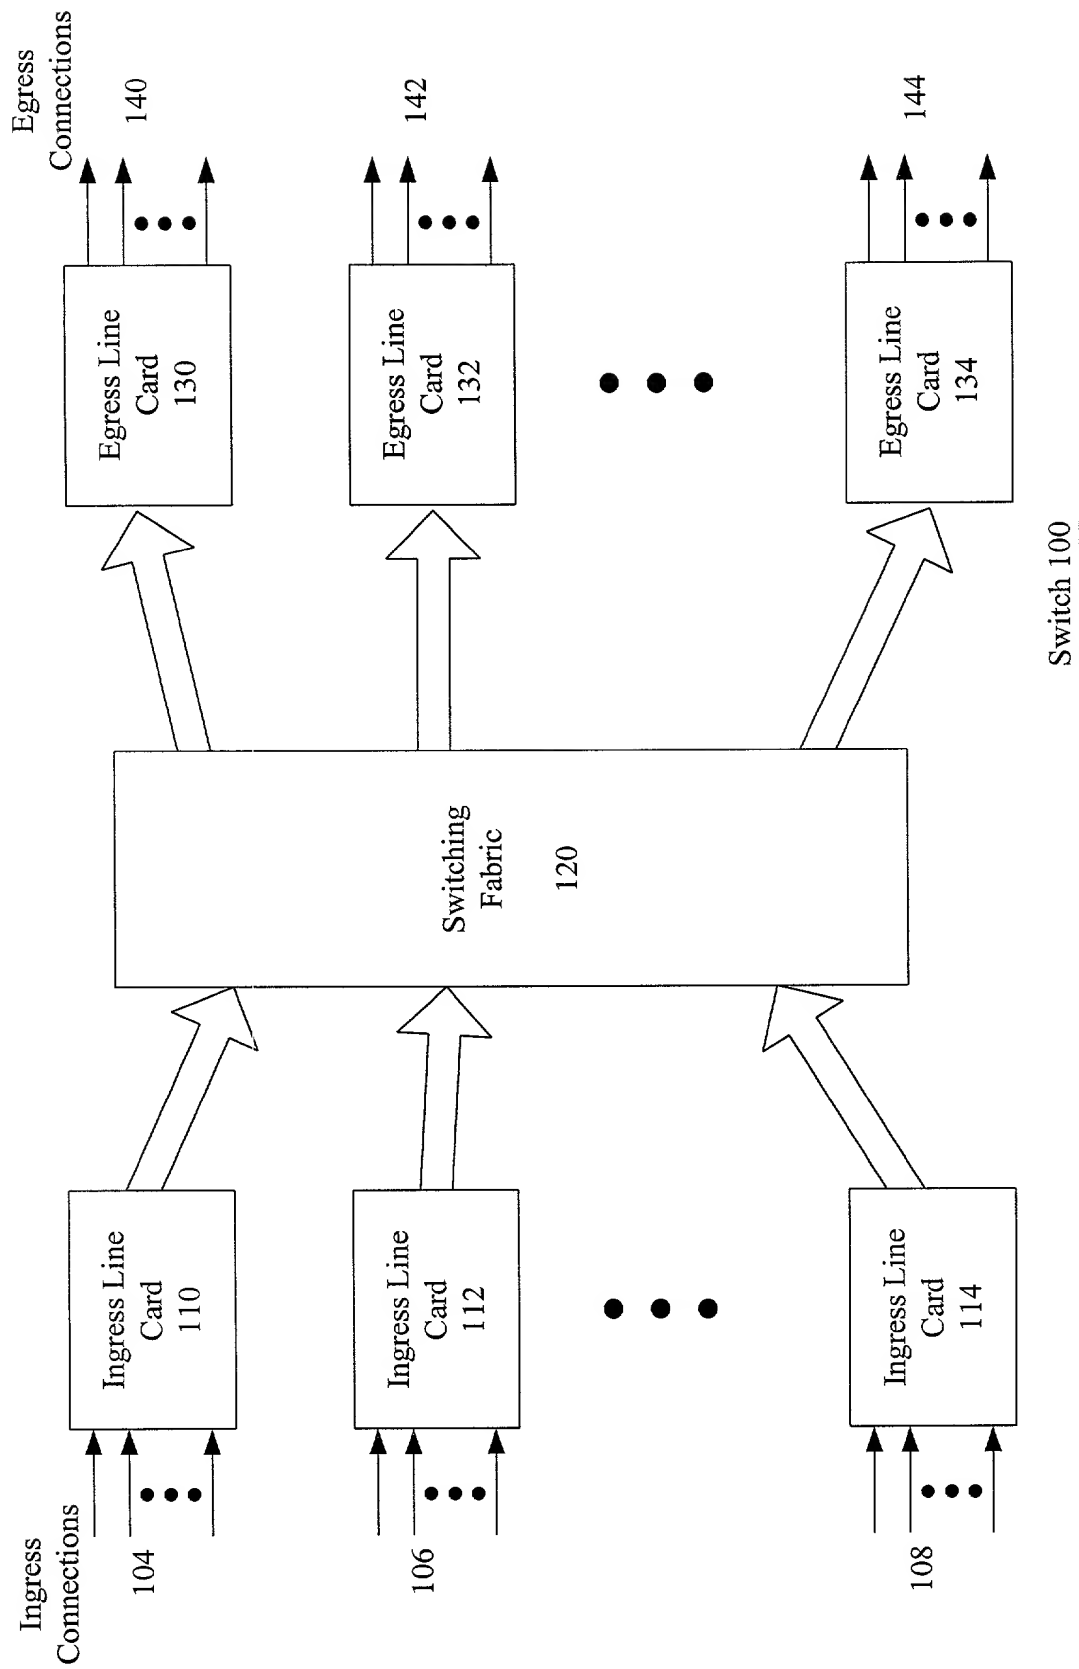 Ingress
Connections
104
106
108
Ingress Line
Card
110
Ingress Line
Card
112
Ingress Line
Card
114
Switching
Fabric
120
Egress Line
Card
130
Egress Line
Card
132
Egress Line
Card
134
Egress
Connections
140
142
144
Switch 100